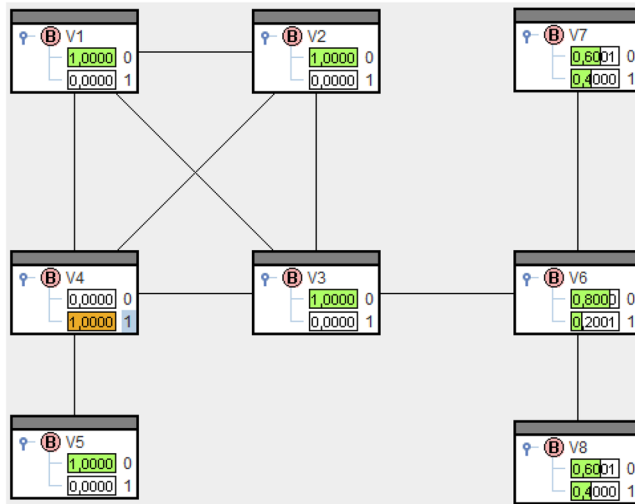 B V1
1,0000 0
0,0000 1
B V2
1,0000 0
0,0000 1
B V7
0,6001 0
0,4000 1
B V4
0,0000 0
1,0000 1
B V3
1,0000 0
0,0000 1
B V6
0,8000 0
0,2001 1
B V5
1,0000 0
0,0000 1
B V8
0,6001 0
0,4000 1